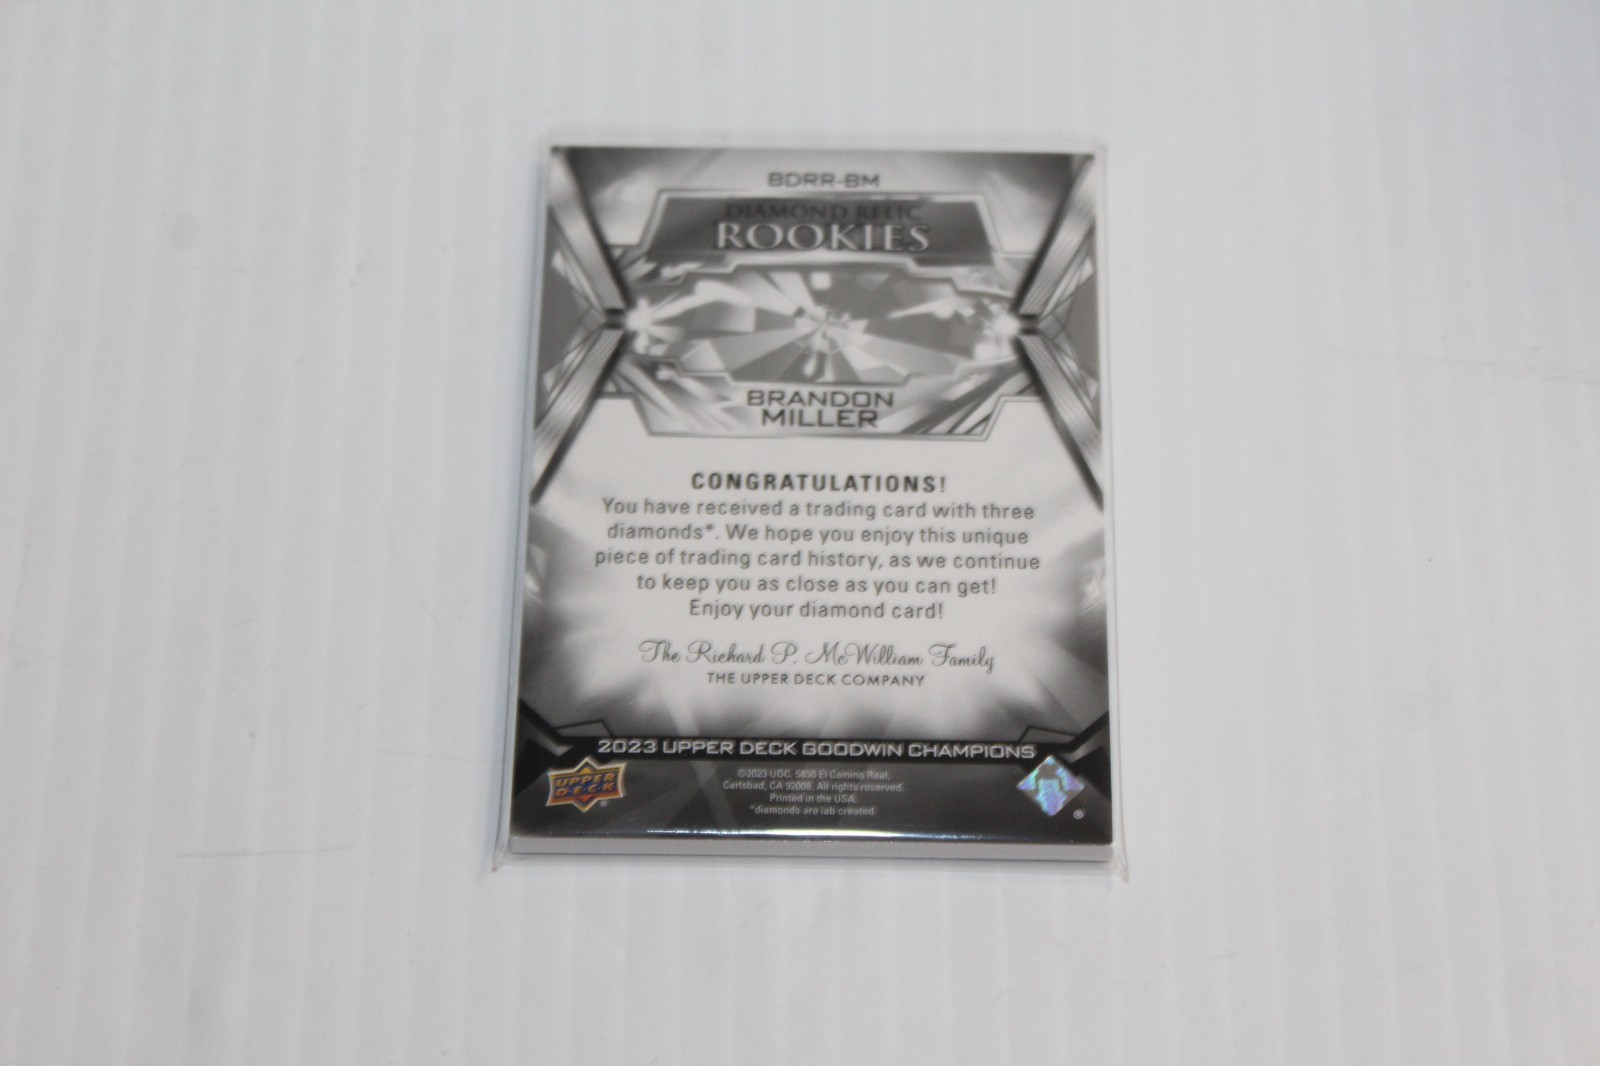 BDRR-BM
DIAMOND RELIC
ROOKIES
BRANDON
MILLER
CONGRATULATIONS!
You have received a trading card with three
diamonds*. We hope you enjoy this unique
piece of trading card history, as we continue
to keep you as close as you can get!
Enjoy your diamond card!
The Richard P. McWilliam Family
THE UPPER DECK COMPANY
2023 UPPER DECK GOODWIN CHAMPIONS
UPPER
D·E·C·K
®
©2023 UDC. 5830 El Camino Real,
Carlsbad, CA 92008. All rights reserved.
Printed in the USA.
*diamonds are lab created.
®